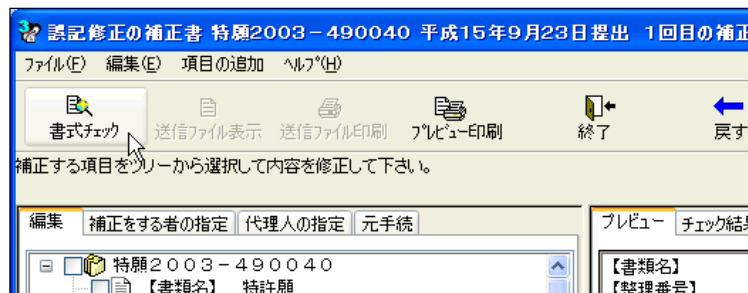 誤記修正の補正書 特願2003－490040 平成15年9月23日提出 1回目の補正
ﾌｧｲﾙ(F) 編集(E) 項目の追加 ﾍﾙﾌﾟ(H)
書式ﾁｪｯｸ 送信ﾌｧｲﾙ表示 送信ﾌｧｲﾙ印刷 ﾌﾟﾚﾋﾞｭｰ印刷 終了 戻す
補正する項目をツリーから選択して内容を修正して下さい。
編集 補正をする者の指定 代理人の指定 元手続 プレビュー チェック結果
特願２００３－４９００４０ 【書類名】
【書類名】 特許願 【整理番号】